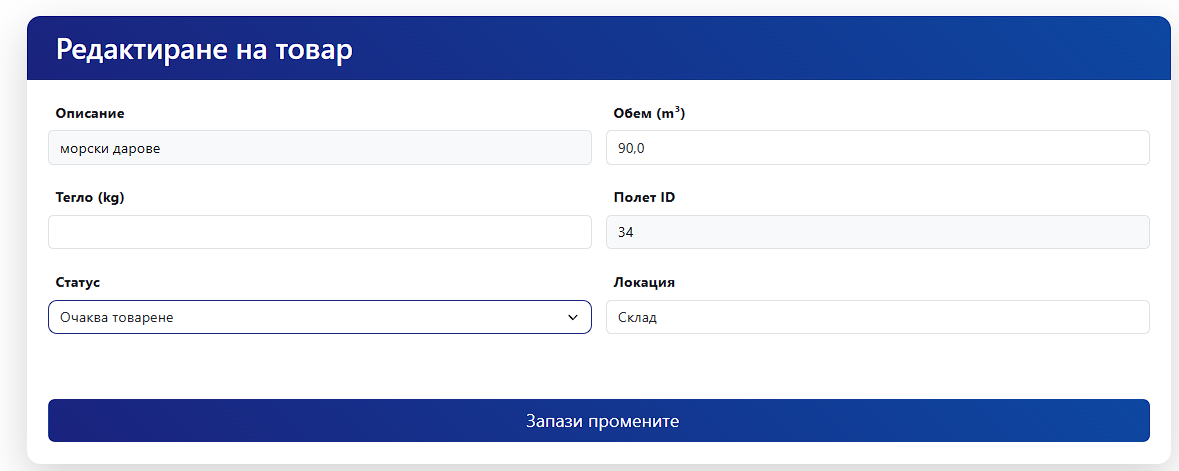 Редактиране на товар
Описание
Обем (m³)
морски дарове
90,0
Тегло (kg)
Полет ID
34
Статус
Локация
Очаква товарене
Склад
Запази промените